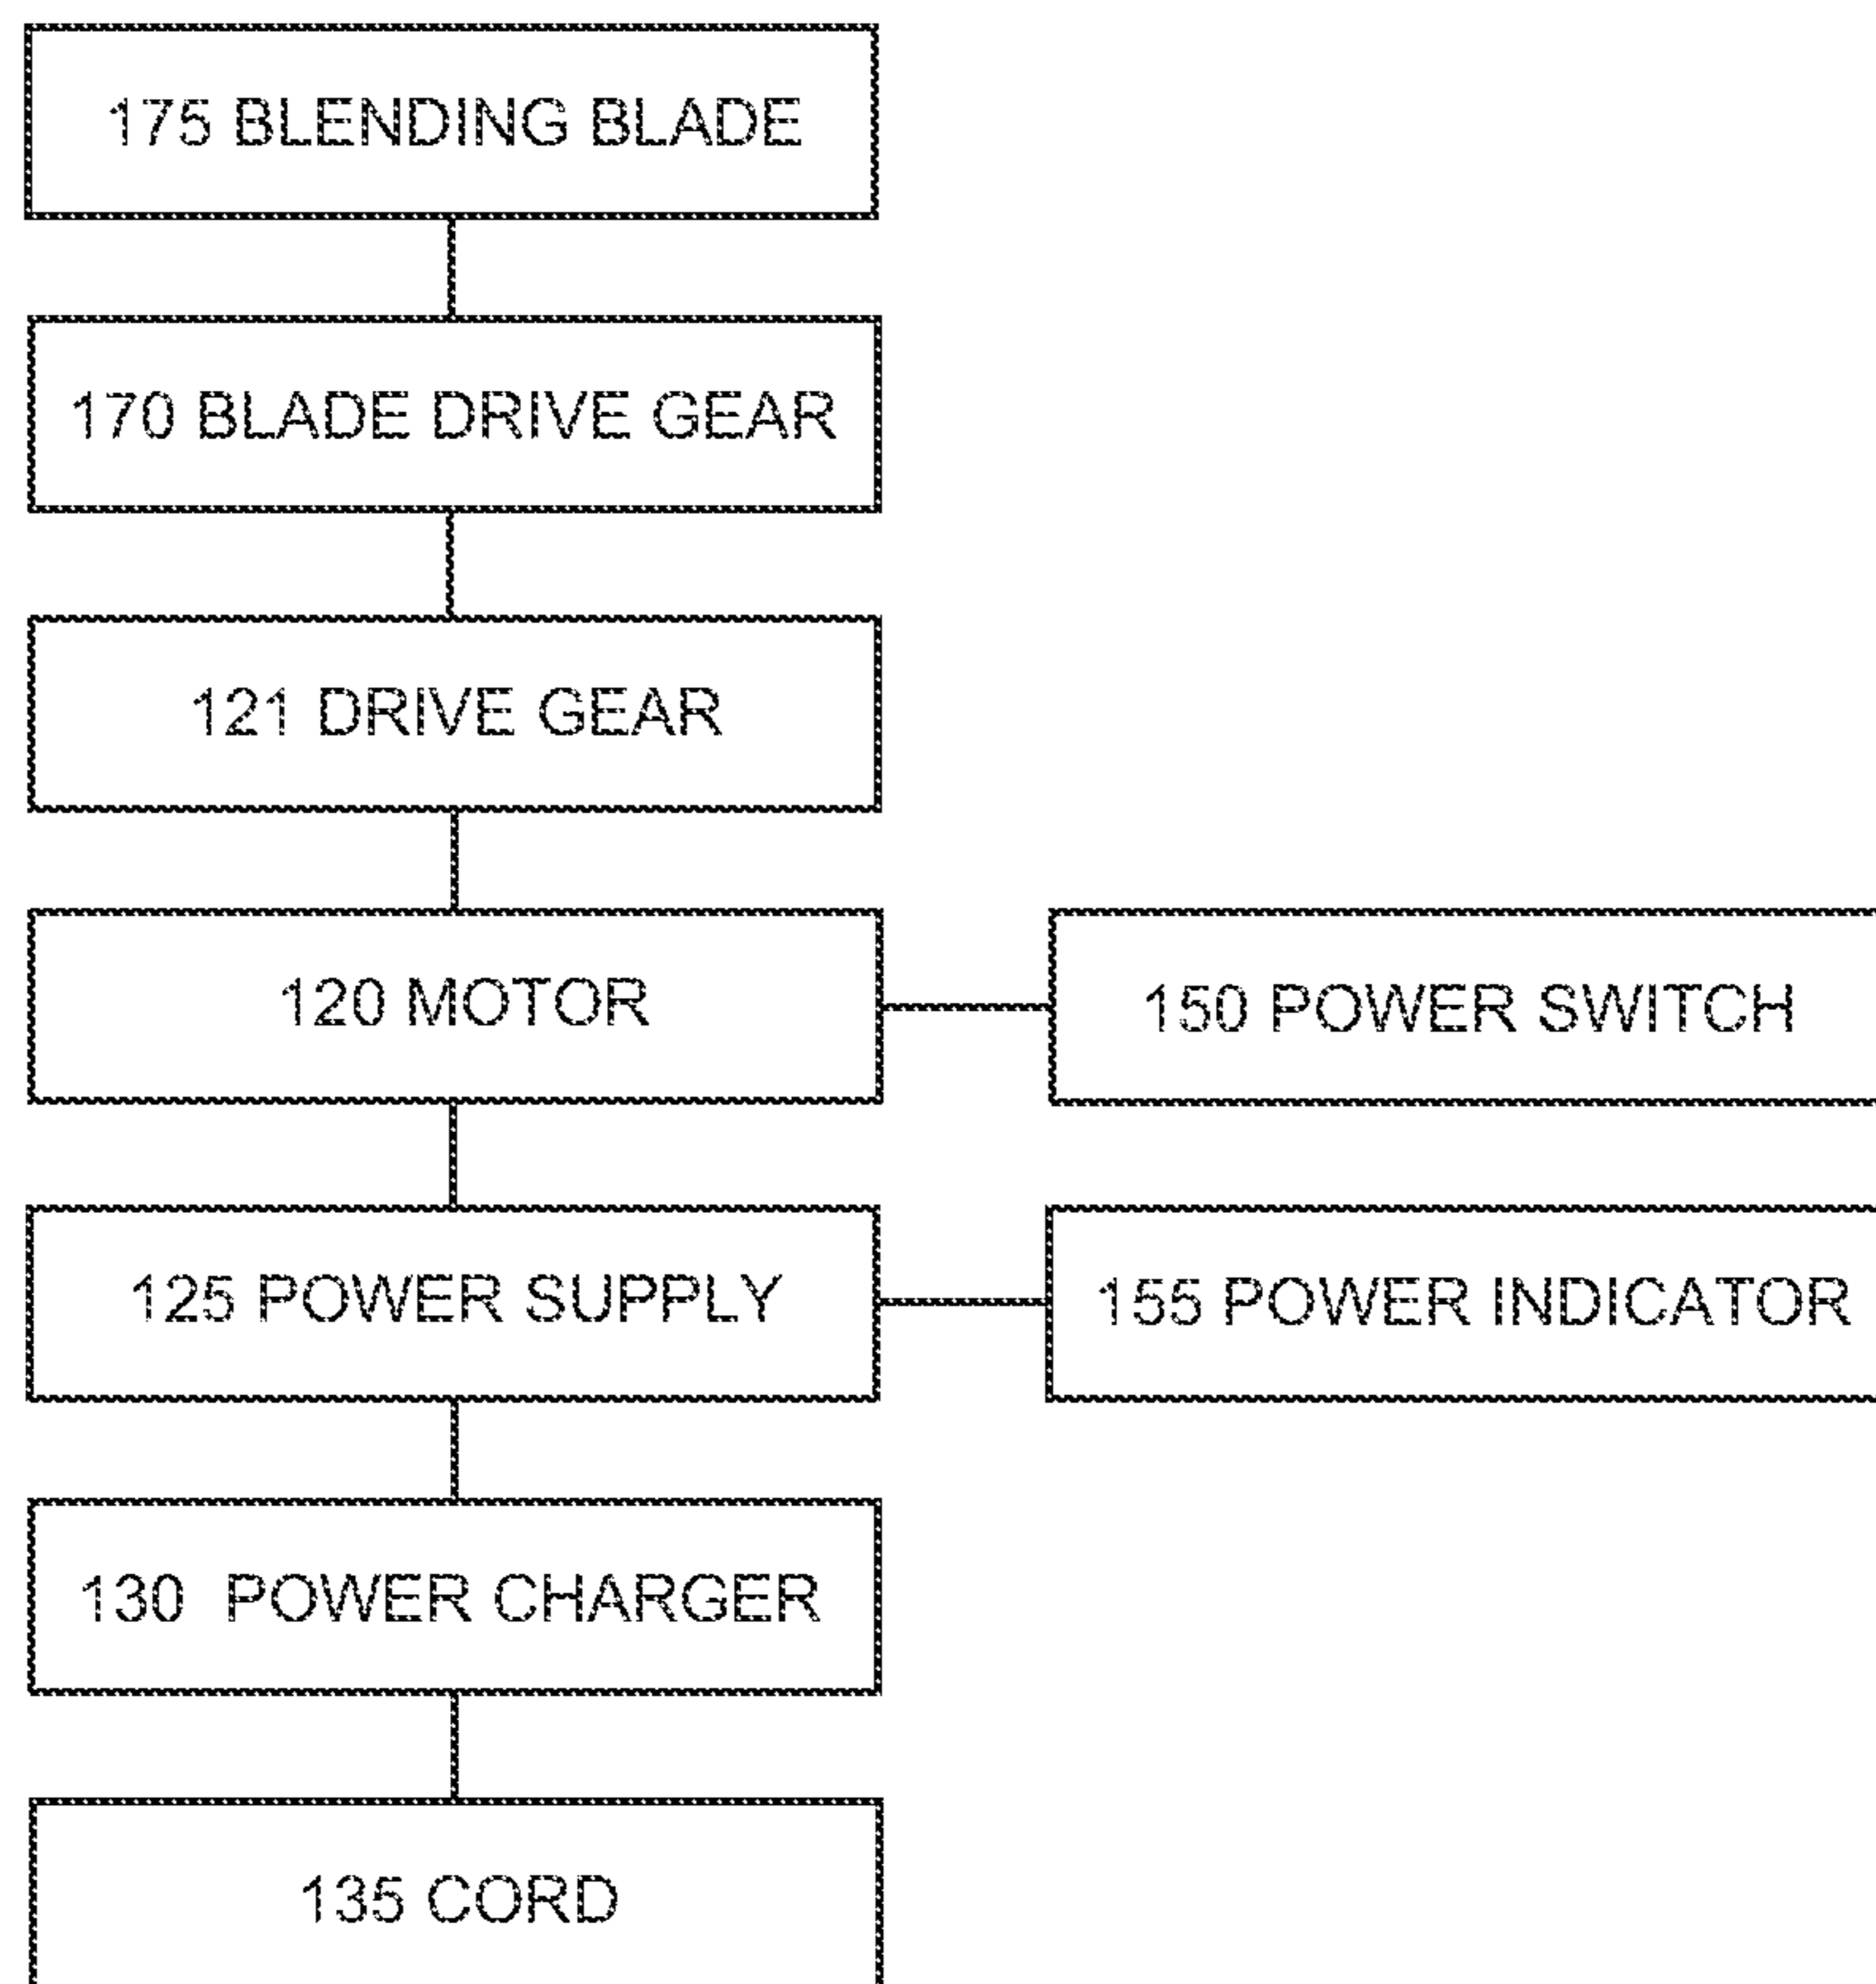 175 BLENDING BLADE
170 BLADE DRIVE GEAR
121 DRIVE GEAR
120 MOTOR
150 POWER SWITCH
125 POWER SUPPLY
155 POWER INDICATOR
130 POWER CHARGER
135 CORD